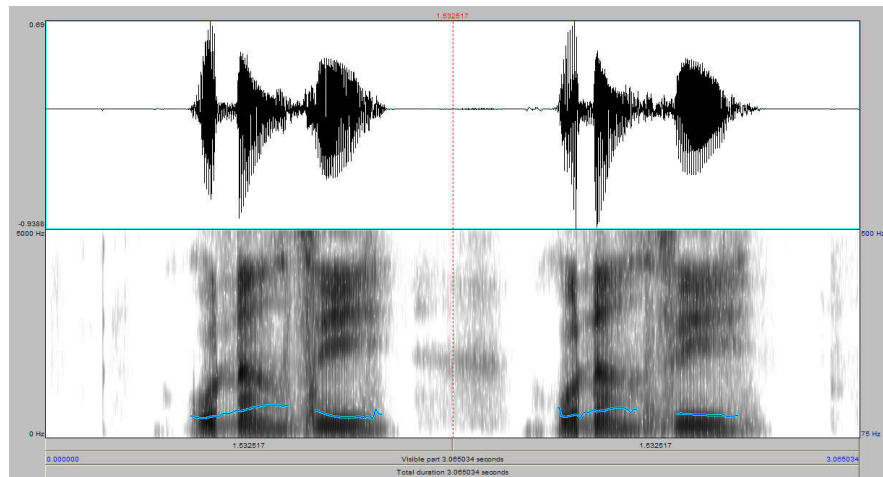 1.532517
0.69
-0.9388
5000 Hz
500 Hz
0 Hz
75 Hz
1.532517
1.532517
0.000000
Visible part 3.065034 seconds
3.065034
Total duration 3.065034 seconds